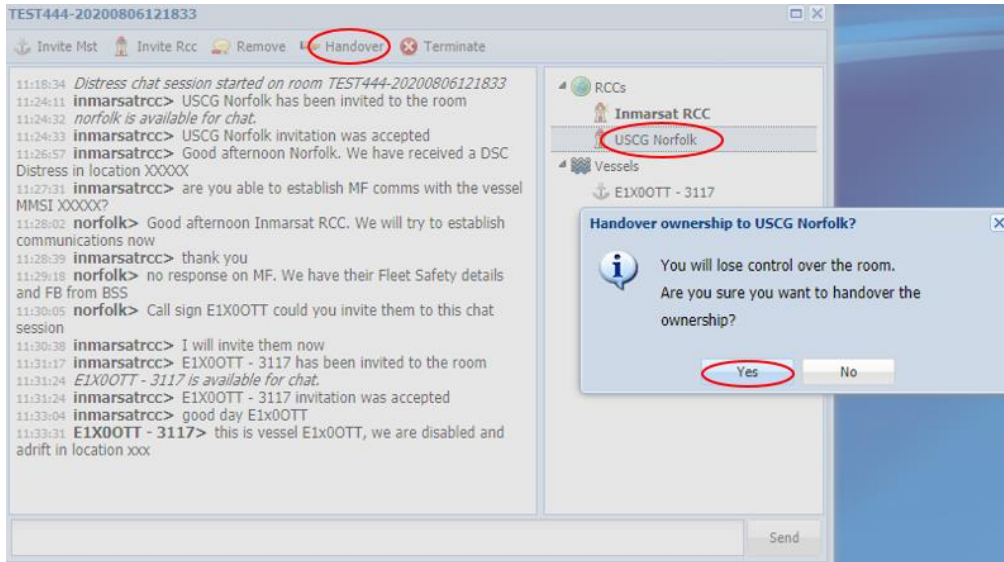 TEST444-20200806121833
Invite Mst Invite Rcc Remove Handover Terminate
11:18:34 Distress chat session started on room TEST444-20200806121833
11:24:11 inmarsatrcc> USCG Norfolk has been invited to the room
11:24:32 norfolk is available for chat.
11:24:33 inmarsatrcc> USCG Norfolk invitation was accepted
11:26:57 inmarsatrcc> Good afternoon Norfolk. We have received a DSC
Distress in location XXXXX
11:27:31 inmarsatrcc> are you able to establish MF comms with the vessel
MMSI XXXXX?
11:28:02 norfolk> Good afternoon Inmarsat RCC. We will try to establish
communications now
11:28:39 inmarsatrcc> thank you
11:29:18 norfolk> no response on MF. We have their Fleet Safety details
and FB from BSS
11:30:05 norfolk> Call sign E1X0OTT could you invite them to this chat
session
11:30:38 inmarsatrcc> I will invite them now
11:31:17 inmarsatrcc> E1X0OTT - 3117 has been invited to the room
11:31:24 E1X0OTT - 3117 is available for chat.
11:31:24 inmarsatrcc> E1X0OTT - 3117 invitation was accepted
11:33:04 inmarsatrcc> good day E1x0OTT
11:33:31 E1X0OTT - 3117> this is vessel E1x0OTT, we are disabled and
adrift in location xxx
RCCs
Inmarsat RCC
USCG Norfolk
Vessels
E1X0OTT - 3117
Handover ownership to USCG Norfolk?
You will lose control over the room.
Are you sure you want to handover the
ownership?
Yes No
Send